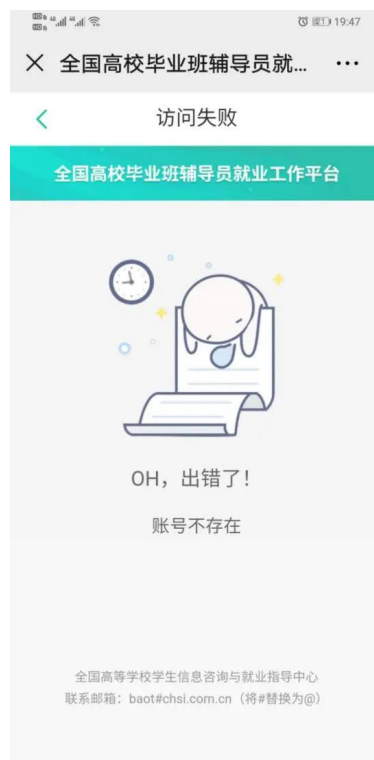 19:47
全国高校毕业班辅导员就...
访问失败
全国高校毕业班辅导员就业工作平台
OH，出错了！
账号不存在
全国高等学校学生信息咨询与就业指导中心
联系邮箱：baot#chsi.com.cn（将#替换为@）